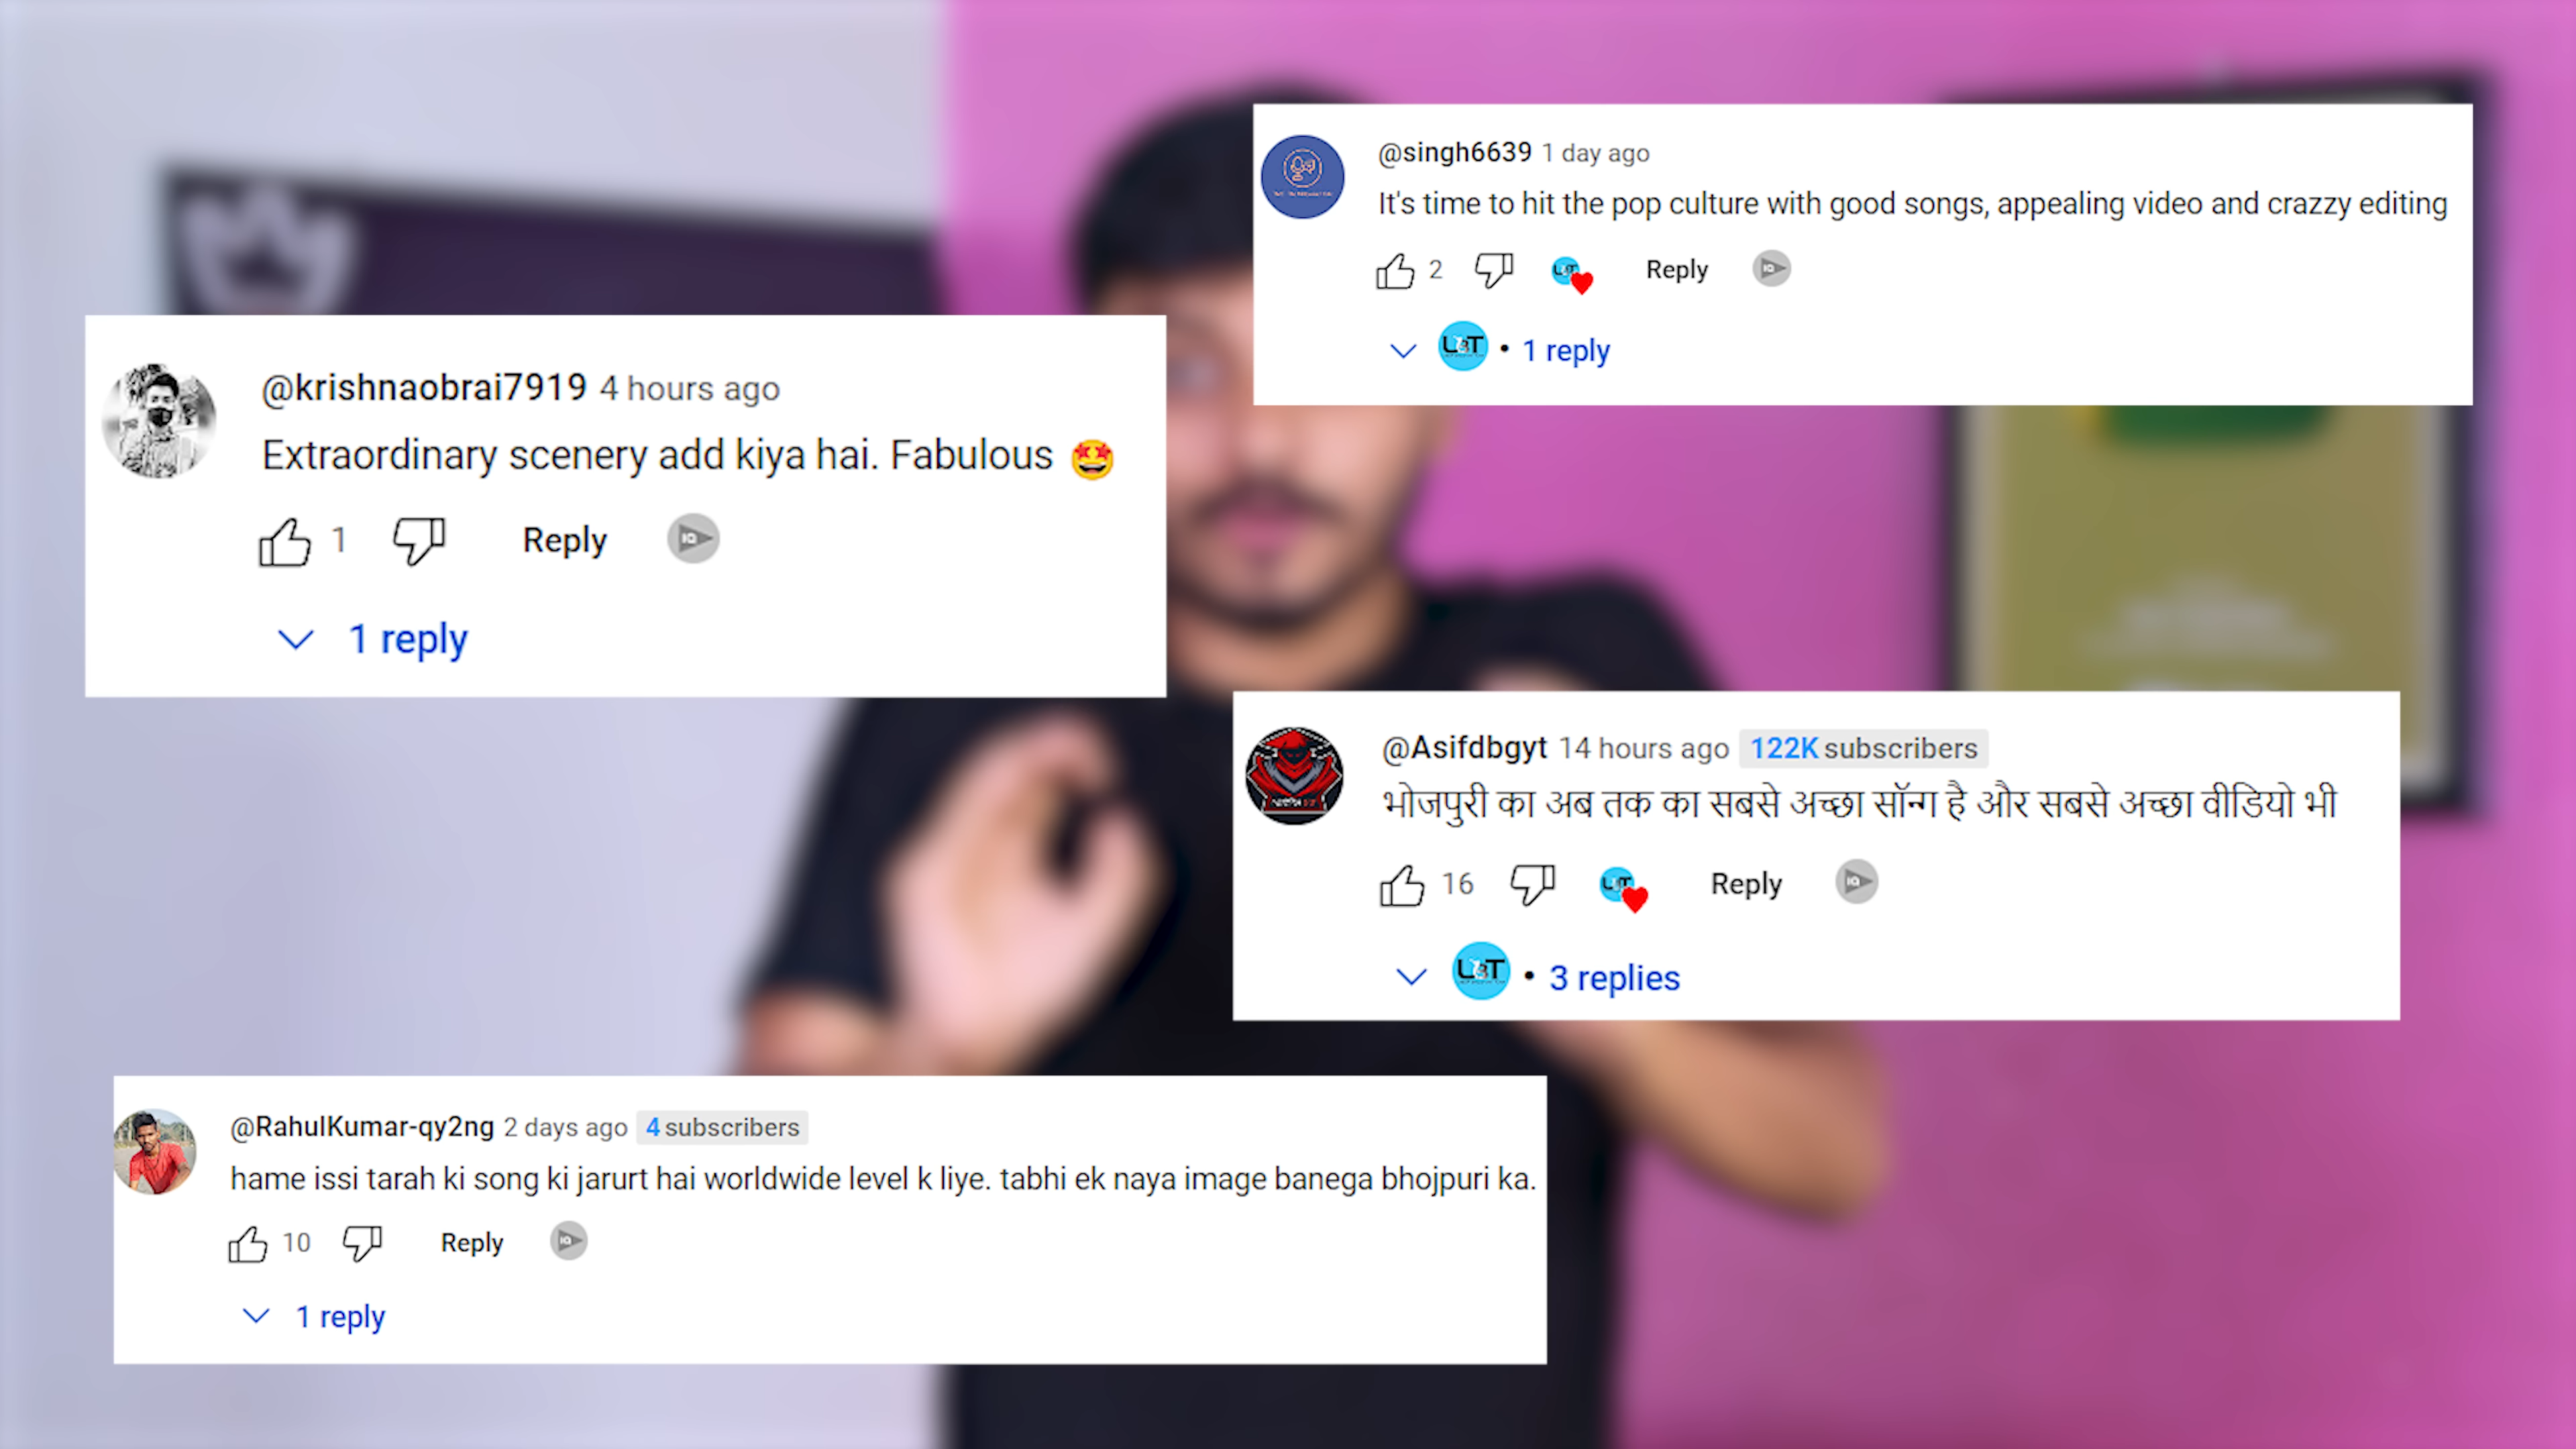 @singh6639 1 day ago
It's time to hit the pop culture with good songs, appealing video and crazzy editing
2 Reply
1 reply
@krishnaobrai7919 4 hours ago
Extraordinary scenery add kiya hai. Fabulous 🤩
1 Reply
1 reply
@Asifdbgyt 14 hours ago 122K subscribers
भोजपुरी का अब तक का सबसे अच्छा सॉन्ग है और सबसे अच्छा वीडियो भी
16 Reply
3 replies
@RahulKumar-qy2ng 2 days ago 4 subscribers
hame issi tarah ki song ki jarurt hai worldwide level k liye. tabhi ek naya image banega bhojpuri ka.
10 Reply
1 reply